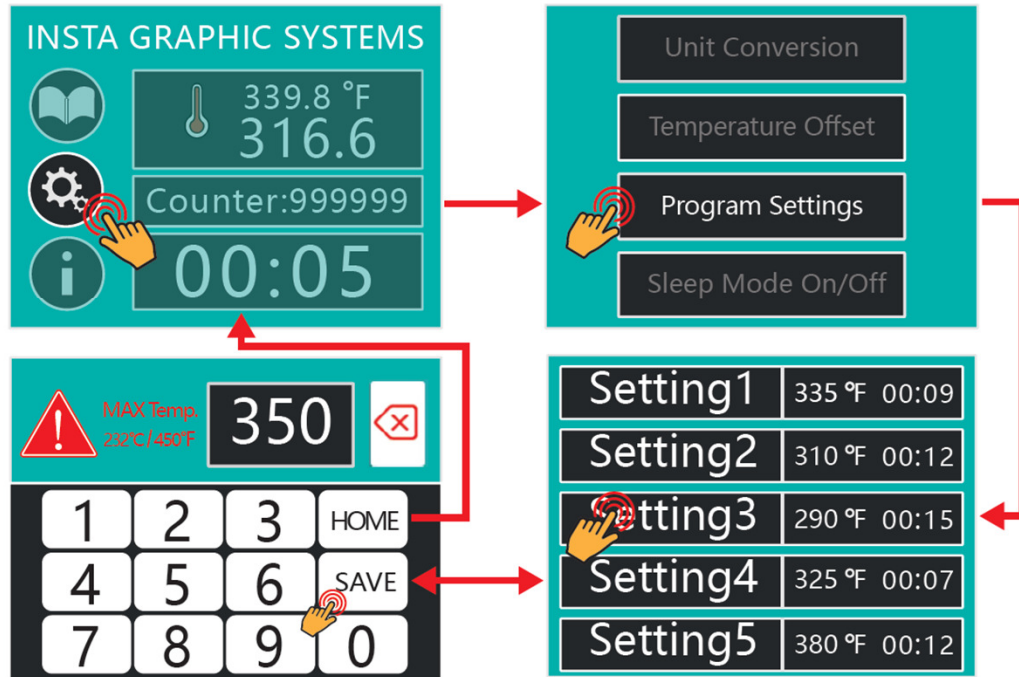 INSTA GRAPHIC SYSTEMS
339.8 °F
316.6
Counter:999999
00:05
i
Unit Conversion
Temperature Offset
Program Settings
Sleep Mode On/Off
MAX Temp.
232°C/450°F
350
1 2 3 HOME
4 5 6 SAVE
7 8 9 0
Setting1 335 °F 00:09
Setting2 310 °F 00:12
Setting3 290 °F 00:15
Setting4 325 °F 00:07
Setting5 380 °F 00:12